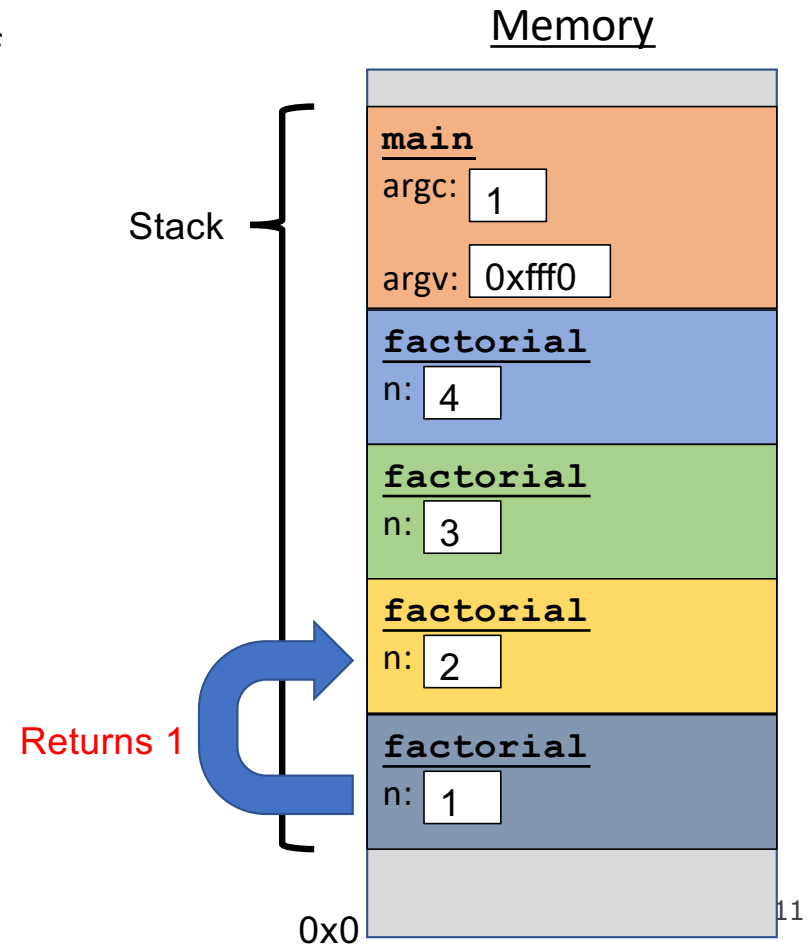 Memory
Stack
main
argc: 1
argv: 0xfff0
factorial
n: 4
factorial
n: 3
factorial
n: 2
Returns 1
factorial
n: 1
0x0
11